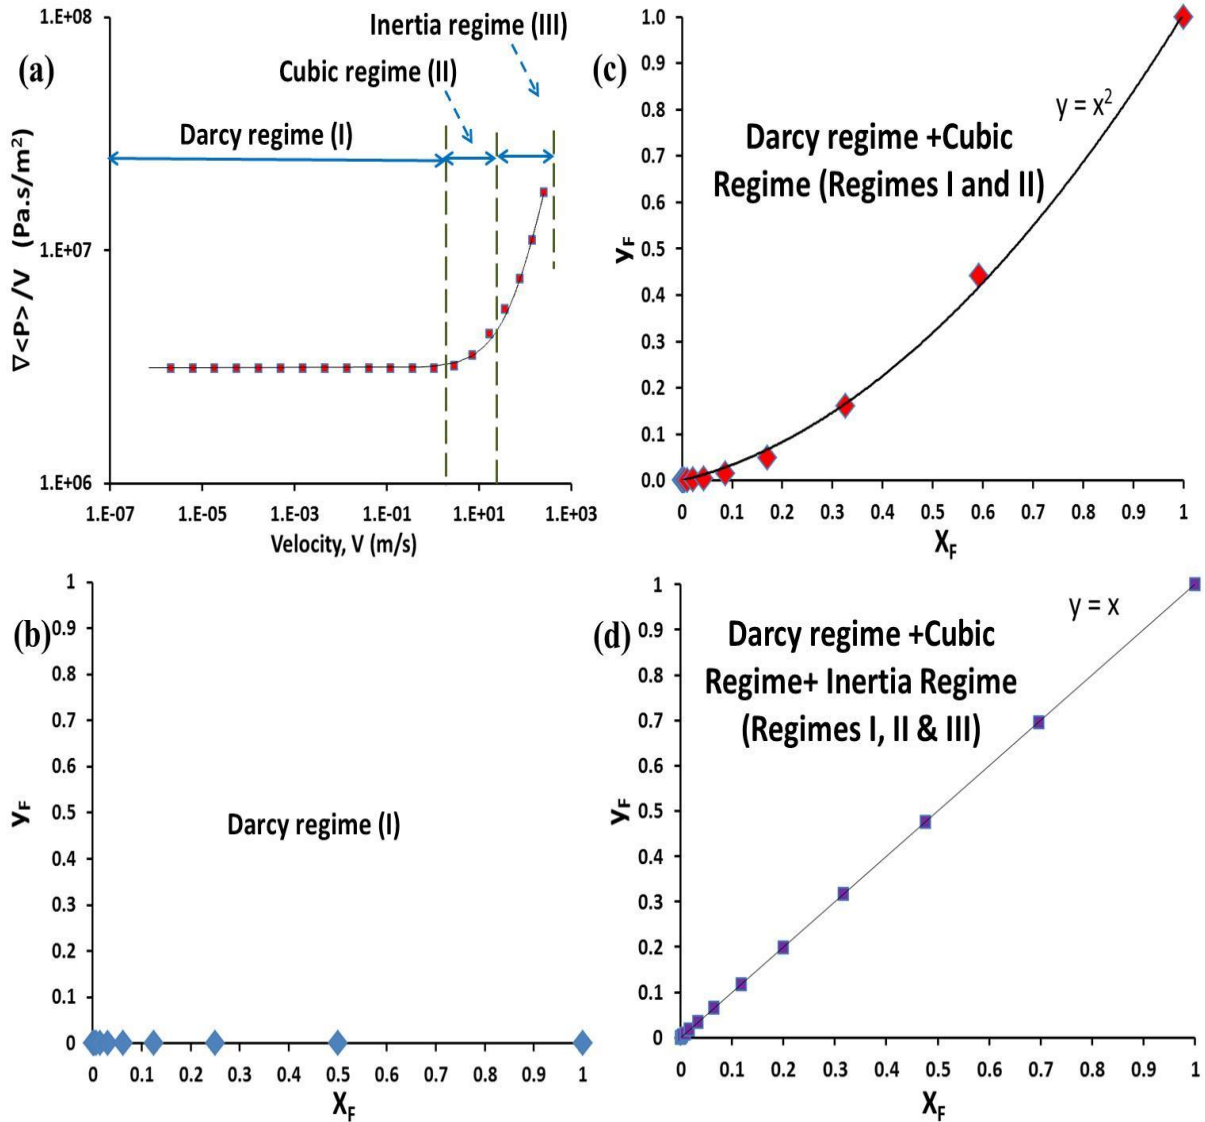 (a)
1.E+08
1.E+07
1.E+06
∇<P> /V (Pa.s/m²)
Inertia regime (III)
Cubic regime (II)
Darcy regime (I)
1.E-07 1.E-05 1.E-03 1.E-01 1.E+01 1.E+03
Velocity, V (m/s)
(c)
1.0
0.9
0.8
0.7
0.6
0.5
0.4
0.3
0.2
0.1
0.0
y_F
y = x²
Darcy regime +Cubic
Regime (Regimes I and II)
0 0.1 0.2 0.3 0.4 0.5 0.6 0.7 0.8 0.9 1
X_F
(b)
1
0.9
0.8
0.7
0.6
0.5
0.4
0.3
0.2
0.1
0
y_F
Darcy regime (I)
0 0.1 0.2 0.3 0.4 0.5 0.6 0.7 0.8 0.9 1
X_F
(d)
1
0.9
0.8
0.7
0.6
0.5
0.4
0.3
0.2
0.1
0
y_F
y = x
Darcy regime +Cubic
Regime+ Inertia Regime
(Regimes I, II & III)
0 0.1 0.2 0.3 0.4 0.5 0.6 0.7 0.8 0.9 1
X_F